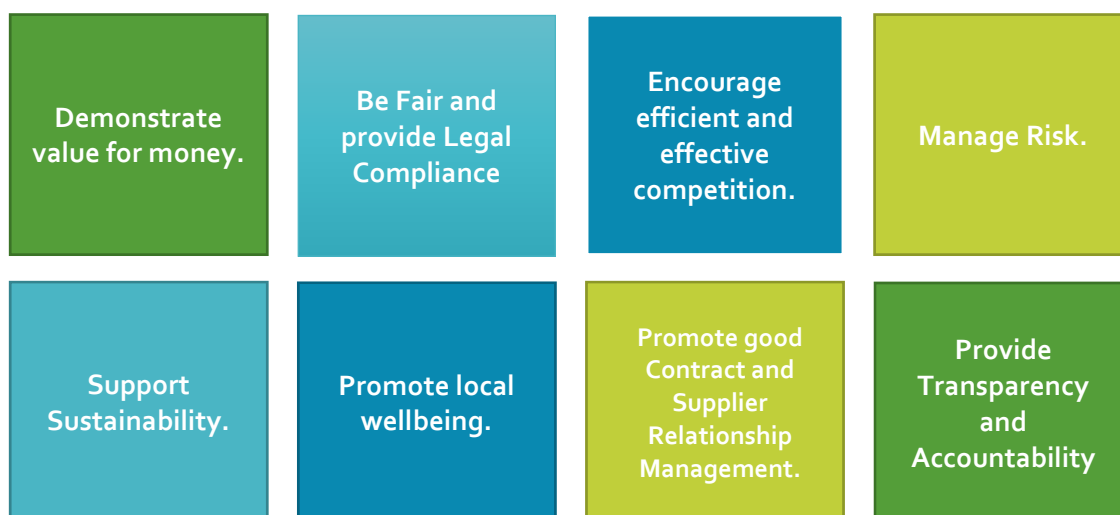 Demonstrate
value for money.
Be Fair and
provide Legal
Compliance
Encourage
efficient and
effective
competition.
Manage Risk.
Support
Sustainability.
Promote local
wellbeing.
Promote good
Contract and
Supplier
Relationship
Management.
Provide
Transparency
and
Accountability